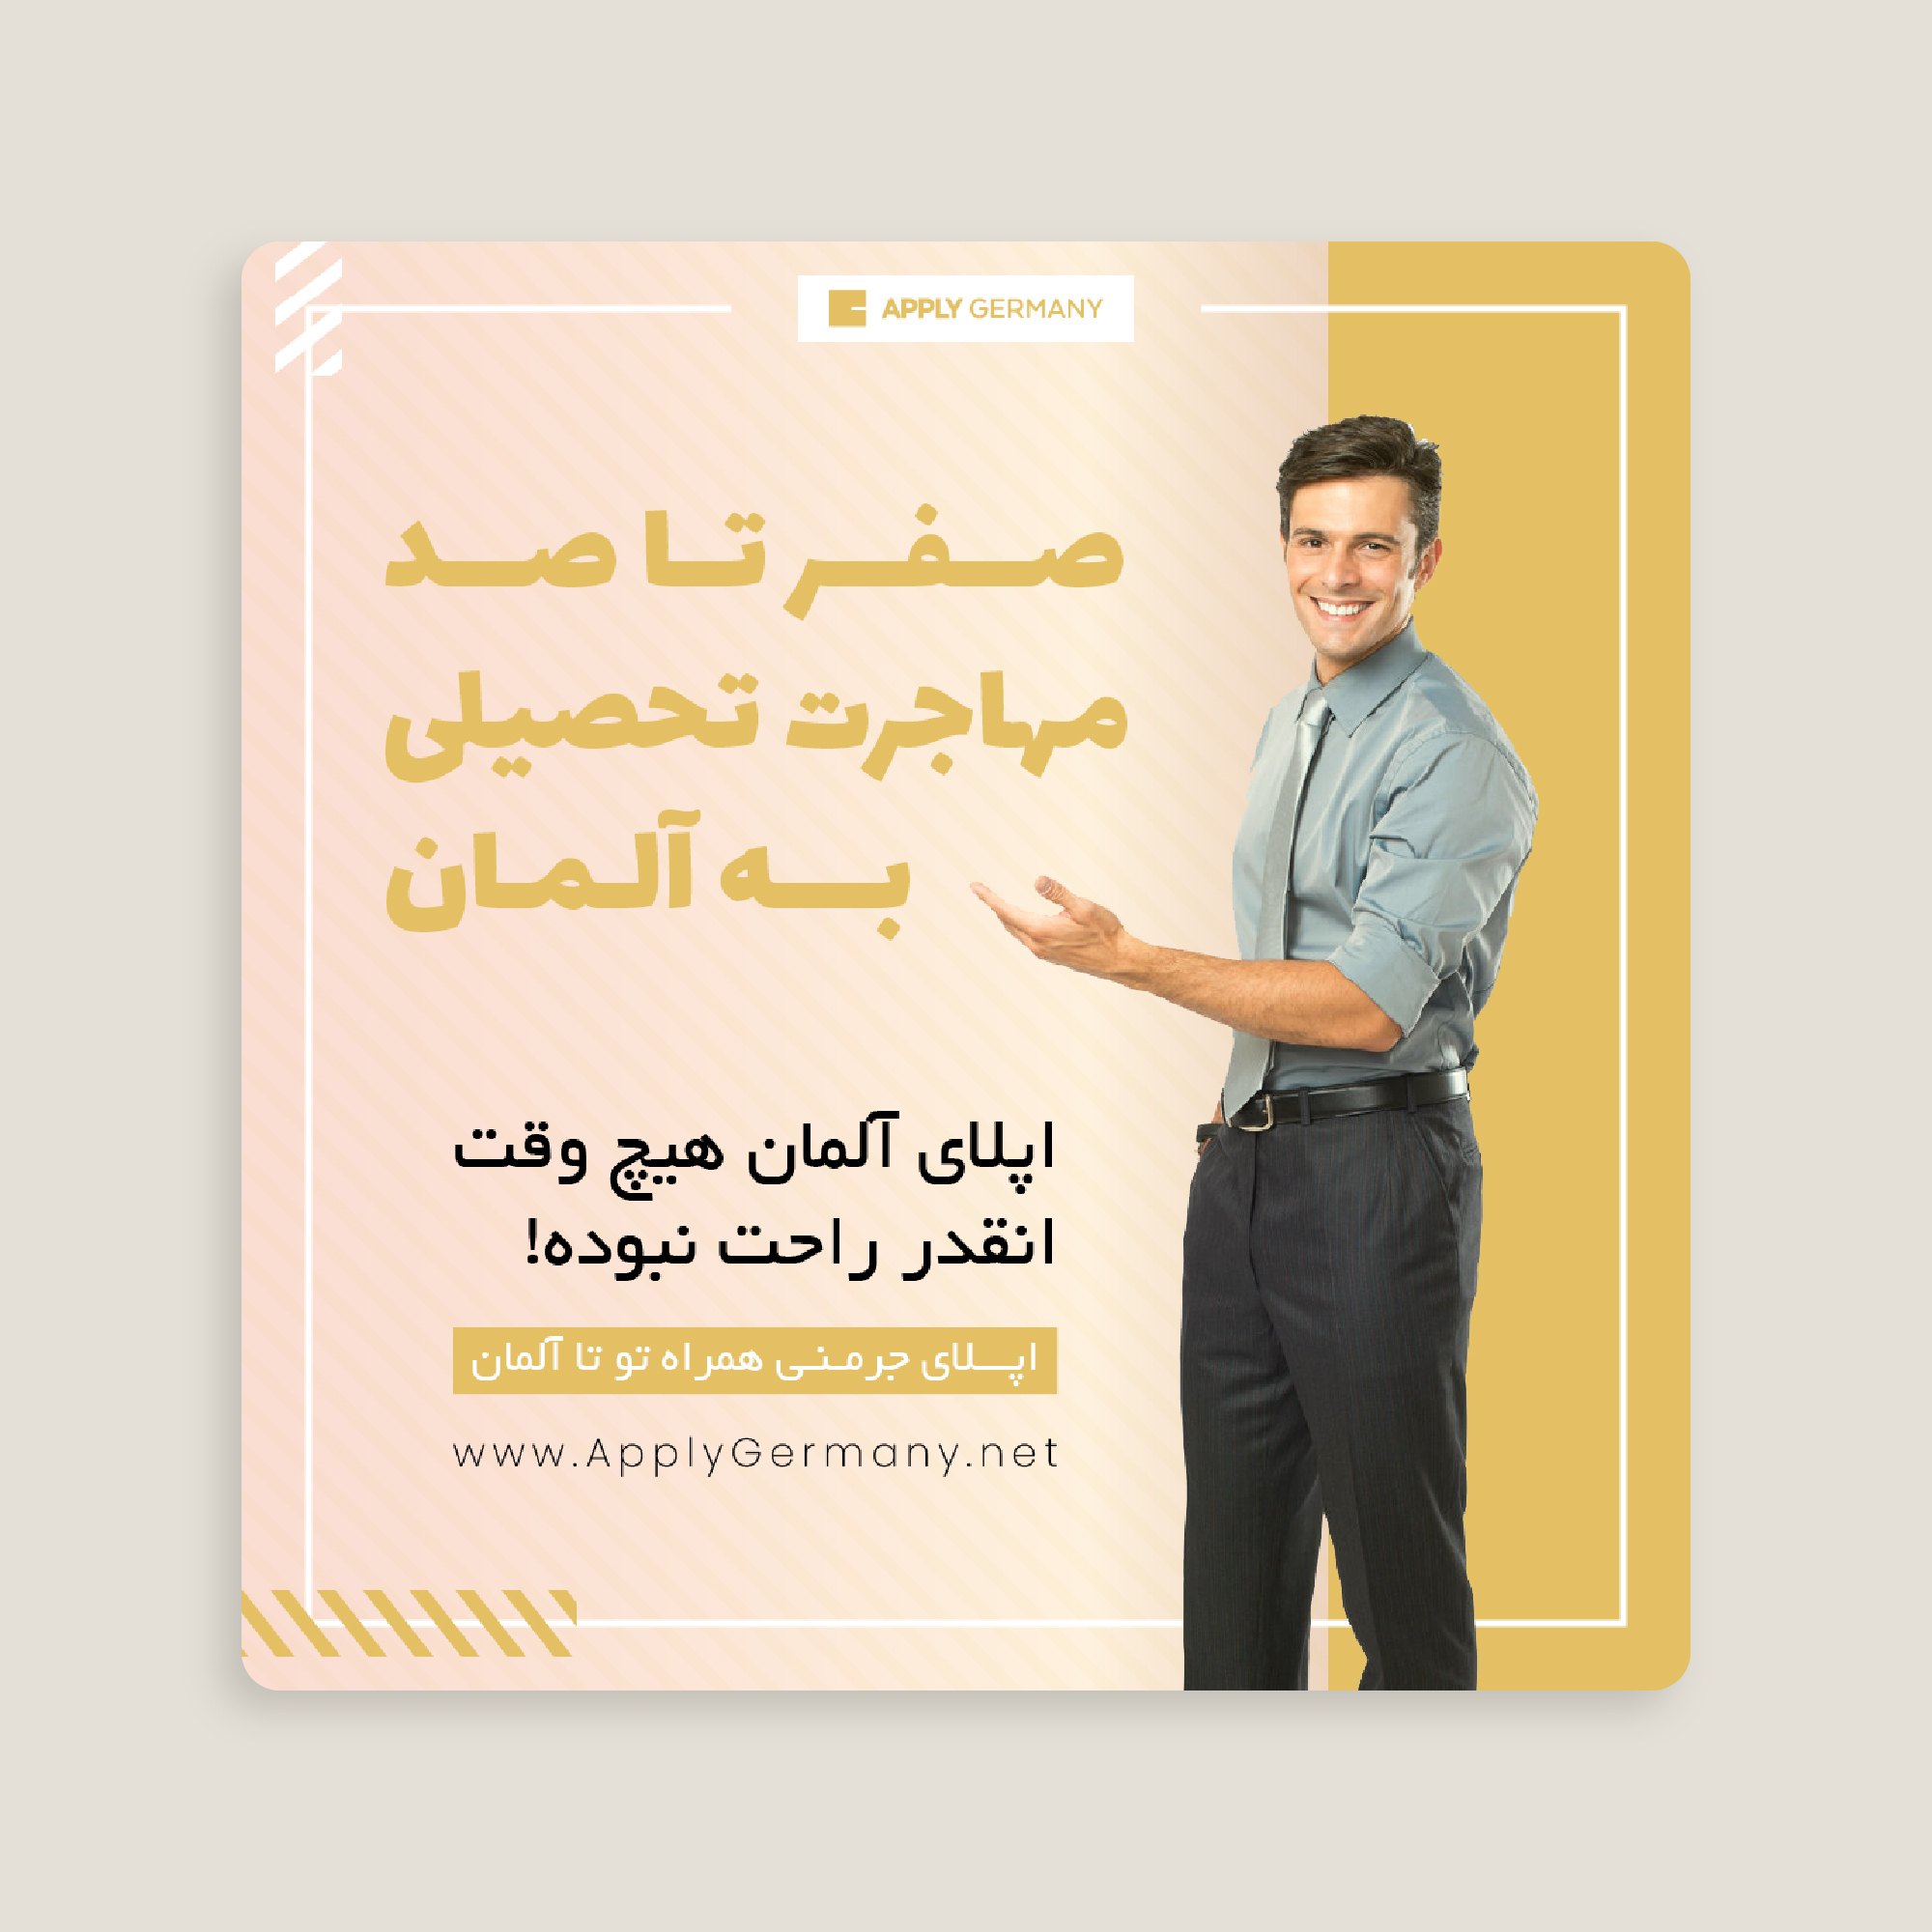 APPLY GERMANY
صفر تا صد
مهاجرت تحصیلی
به آلمان
اپلای آلمان هیچ وقت
انقدر راحت نبوده!
اپلای جرمنی همراه تو تا آلمان
www.ApplyGermany.net